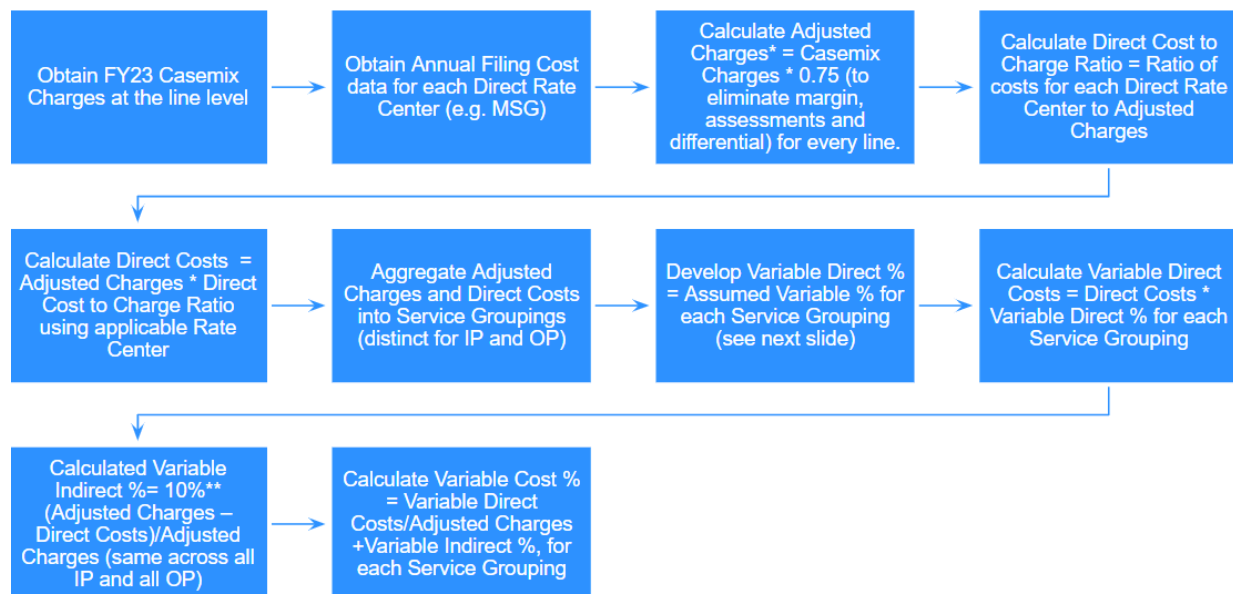 Obtain FY23 Casemix
Charges at the line level
Obtain Annual Filing Cost
data for each Direct Rate
Center (e.g. MSG)
Calculate Adjusted
Charges* = Casemix
Charges * 0.75 (to
eliminate margin,
assessments and
differential) for every line.
Calculate Direct Cost to
Charge Ratio = Ratio of
costs for each Direct Rate
Center to Adjusted
Charges
Calculate Direct Costs =
Adjusted Charges * Direct
Cost to Charge Ratio
using applicable Rate
Center
Aggregate Adjusted
Charges and Direct Costs
into Service Groupings
(distinct for IP and OP)
Develop Variable Direct %
= Assumed Variable % for
each Service Grouping
(see next slide)
Calculate Variable Direct
Costs = Direct Costs *
Variable Direct % for each
Service Grouping
Calculated Variable
Indirect %= 10%**
(Adjusted Charges –
Direct Costs)/Adjusted
Charges (same across all
IP and all OP)
Calculate Variable Cost %
= Variable Direct
Costs/Adjusted Charges
+Variable Indirect %, for
each Service Grouping